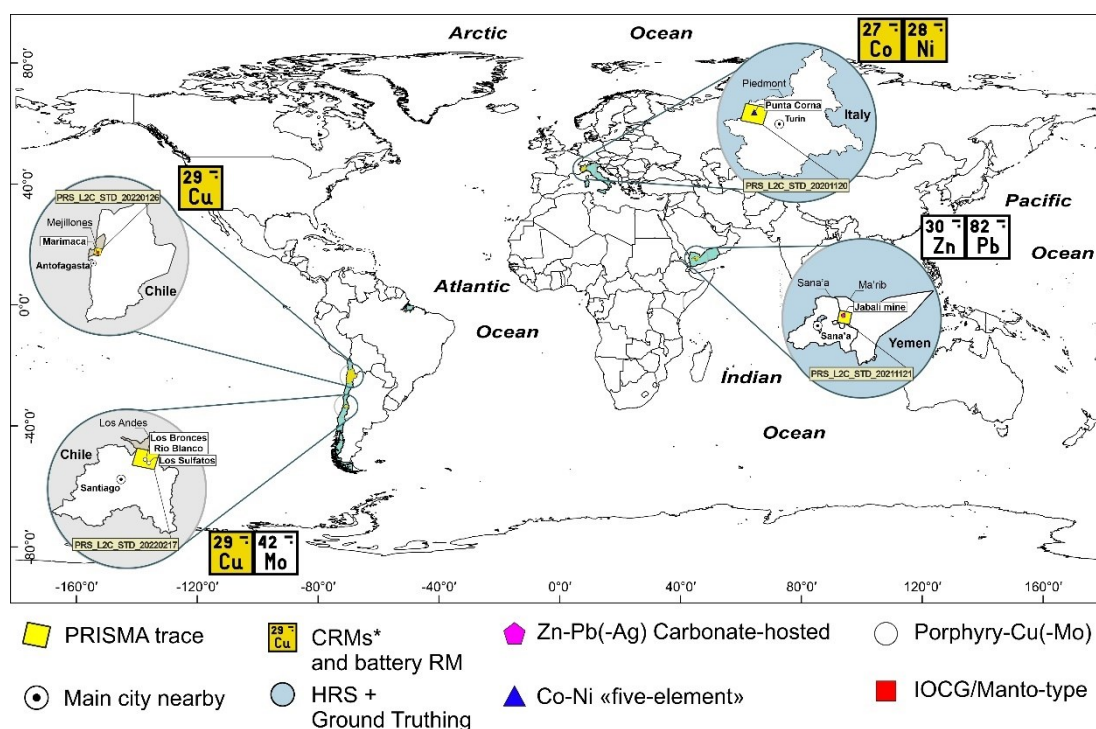 Arctic
Ocean
27 Co
28 Ni
80°0'
Piedmont
Punta Corna
Turin
Italy
PRS_L2C_STD_20201120
40°0'
29 Cu
PRS_L2C_STD_20220126
Mejillones
Marimaca
Antofagasta
Chile
Pacific
Ocean
30 Zn
82 Pb
Atlantic
Ocean
0°0'
Sana'a
Ma'rib
Jabali mine
Sana'a
Yemen
PRS_L2C_STD_20211121
Indian
Ocean
-40°0'
Los Andes
Chile
Los Bronces
Rio Blanco
Los Sulfatos
Santiago
PRS_L2C_STD_20220217
29 Cu
42 Mo
-80°0'
-160°0'
-120°0'
-80°0'
-40°0'
0°0'
40°0'
80°0'
120°0'
160°0'
PRISMA trace
29 Cu
CRMs*
and battery RM
Zn-Pb(-Ag) Carbonate-hosted
Porphyry-Cu(-Mo)
Main city nearby
HRS +
Ground Truthing
Co-Ni «five-element»
IOCG/Manto-type